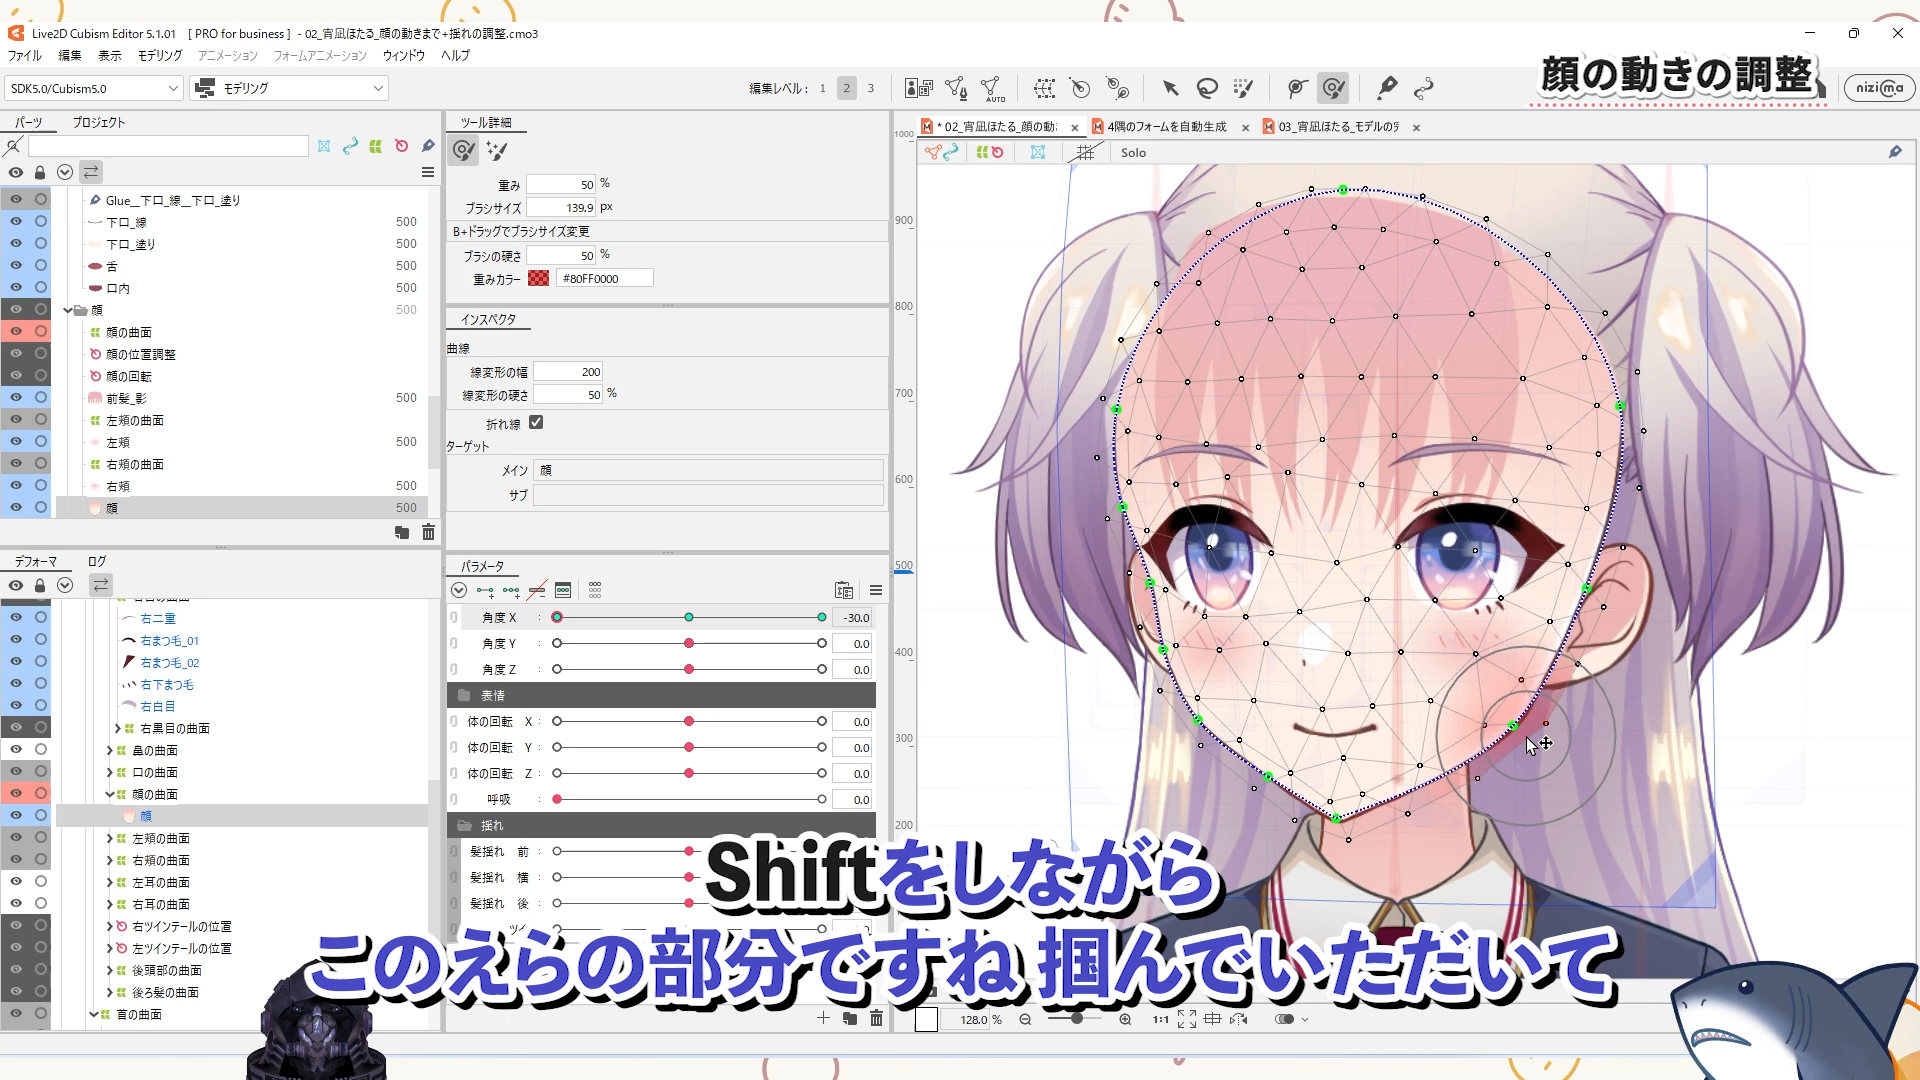 Live2D Cubism Editor 5.1.01 [ PRO for business ] - 02_宵凪ほたる_顔の動きまで+揺れの調整.cmo3
ファイル 編集 表示 モデリング アニメーション フォームアニメーション ウィンドウ ヘルプ
顔の動きの調整
SDK5.0/Cubism5.0 モデリング 編集レベル: 1 2 3 AUTO nizima
パーツ プロジェクト
Glue__下口_線__下口_塗り
下口_線 500
下口_塗り 500
舌 500
口内 500
顔 500
顔の曲面
顔の位置調整
顔の回転
前髪_影 500
左頬の曲面
左頬 500
右頬の曲面
右頬 500
顔 500
デフォーマ ログ
右二重
右まつ毛_01
右まつ毛_02
右下まつ毛
右白目
右黒目の曲面
鼻の曲面
口の曲面
顔の曲面
顔
左頬の曲面
右頬の曲面
左耳の曲面
右耳の曲面
右ツインテールの位置
左ツインテールの位置
後頭部の曲面
後ろ髪の曲面
首の曲面
ツール詳細
重み 50 %
ブラシサイズ 139.9 px
B+ドラッグでブラシサイズ変更
ブラシの硬さ 50 %
重みカラー #80FF0000
インスペクタ
曲線
線変形の幅 200
線変形の硬さ 50 %
折れ線
ターゲット
メイン 顔
サブ
パラメータ
角度 X : -30.0
角度 Y : 0.0
角度 Z : 0.0
表情
体の回転 X : 0.0
体の回転 Y : 0.0
体の回転 Z : 0.0
呼吸 : 0.0
揺れ
髪揺れ 前 :
髪揺れ 横 :
髪揺れ 後 :
* 02_宵凪ほたる_顔の動 4隅のフォームを自動生成 03_宵凪ほたる_モデルの
Solo
1000
900
800
700
600
500
400
300
200
128.0 % 1:1
Shiftをしながら
このえらの部分ですね 掴んでいただいて